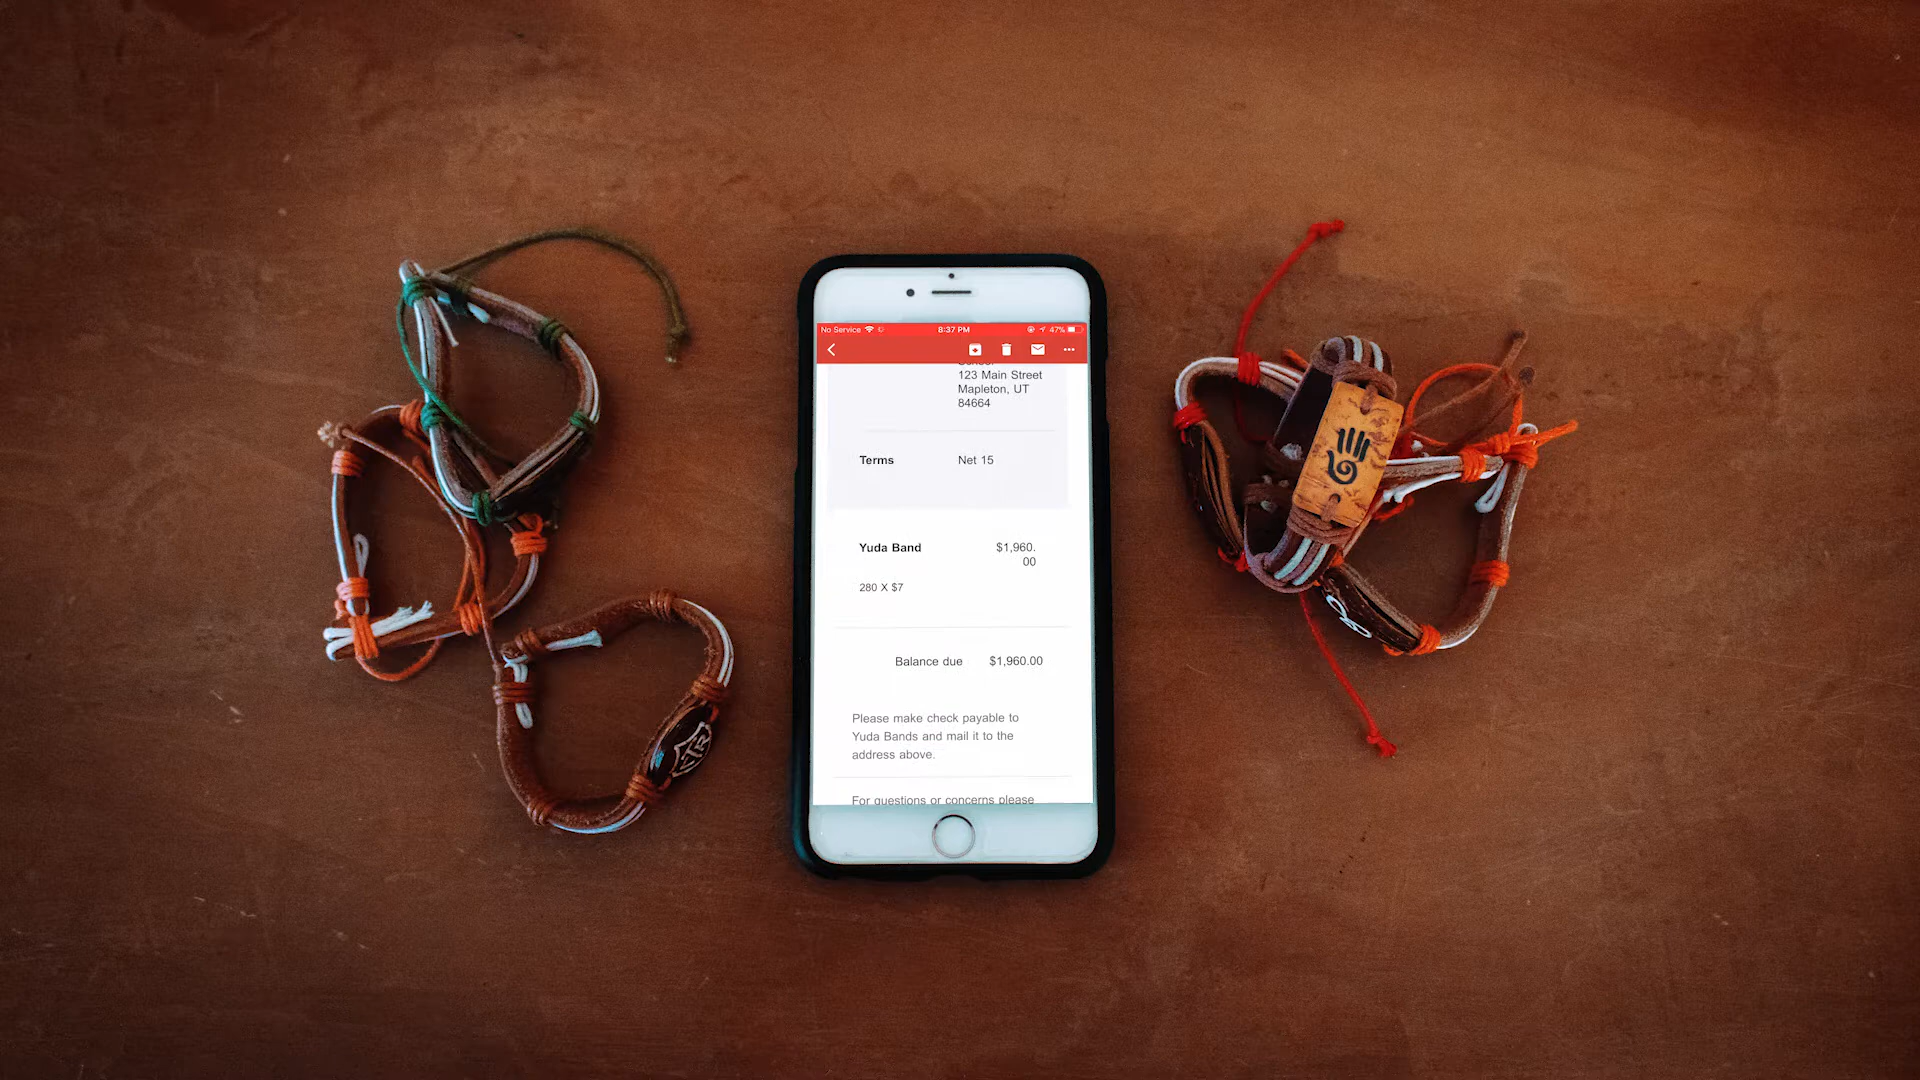 No Service
8:37 PM
47%
123 Main Street
Mapleton, UT
84664
Terms
Net 15
Yuda Band
$1,960.
00
280 X $7
Balance due
$1,960.00
Please make check payable to
Yuda Bands and mail it to the
address above.
For questions or concerns please